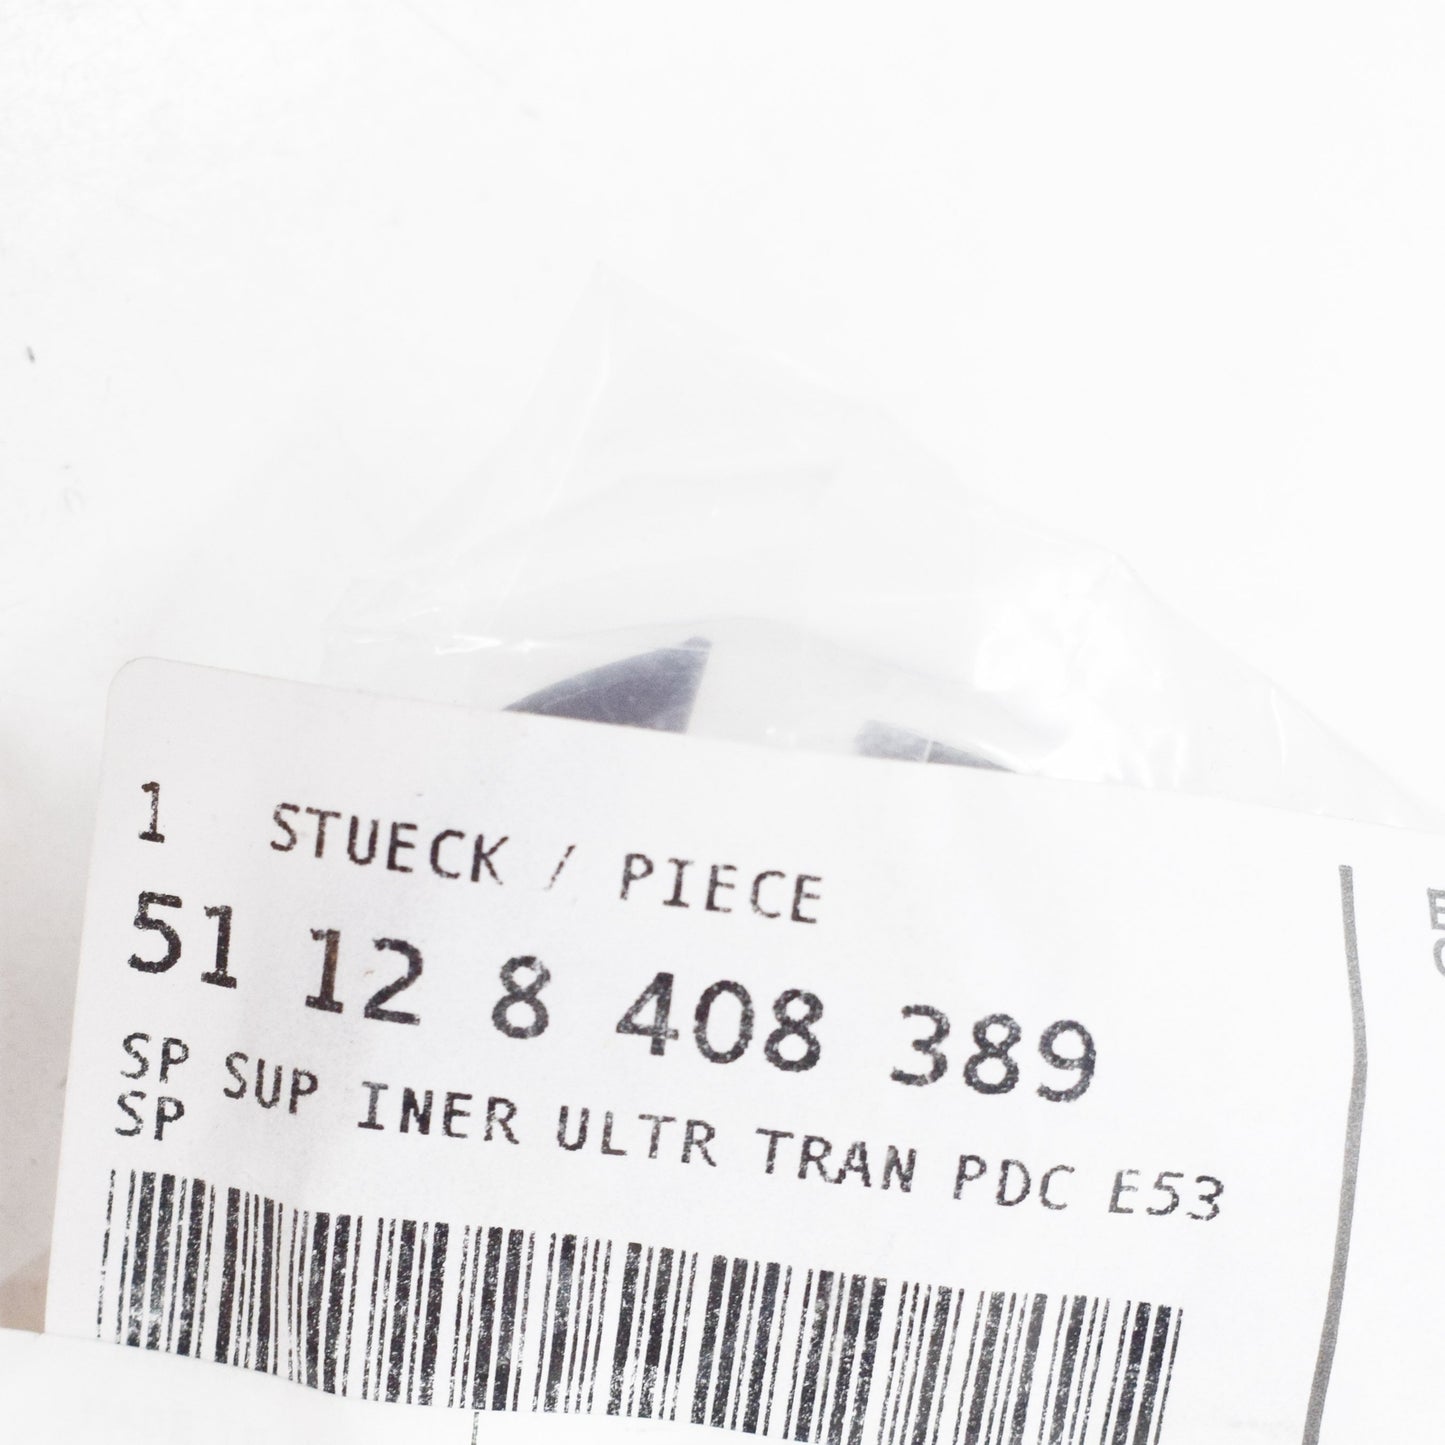 1 STUECK / PIECE
51 12 8 408 389
SP SUP INER ULTR TRAN PDC E53
SP